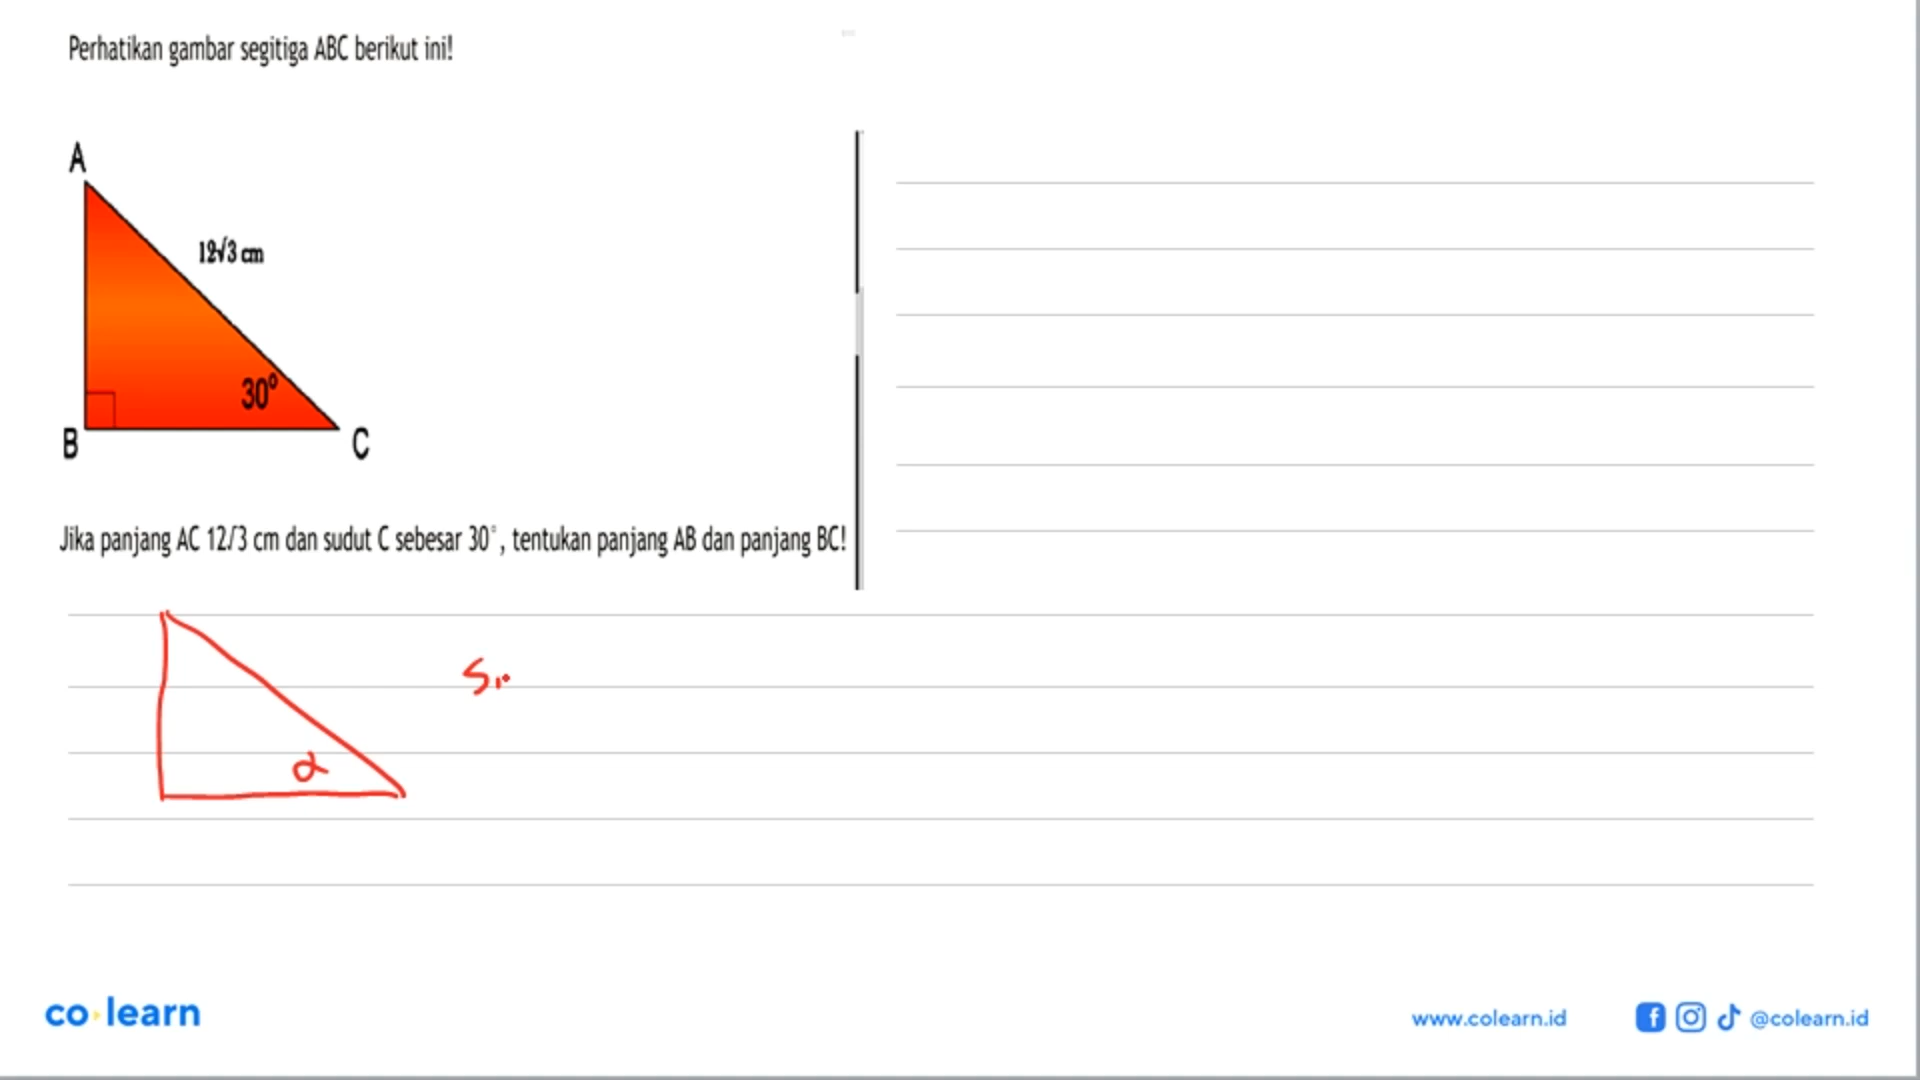 Perhatikan gambar segitiga ABC berikut ini!
A
12√3 cm
30°
B
C
Jika panjang AC 12√3 cm dan sudut C sebesar 30°, tentukan panjang AB dan panjang BC!
α
co learn
www.colearn.id
@colearn.id